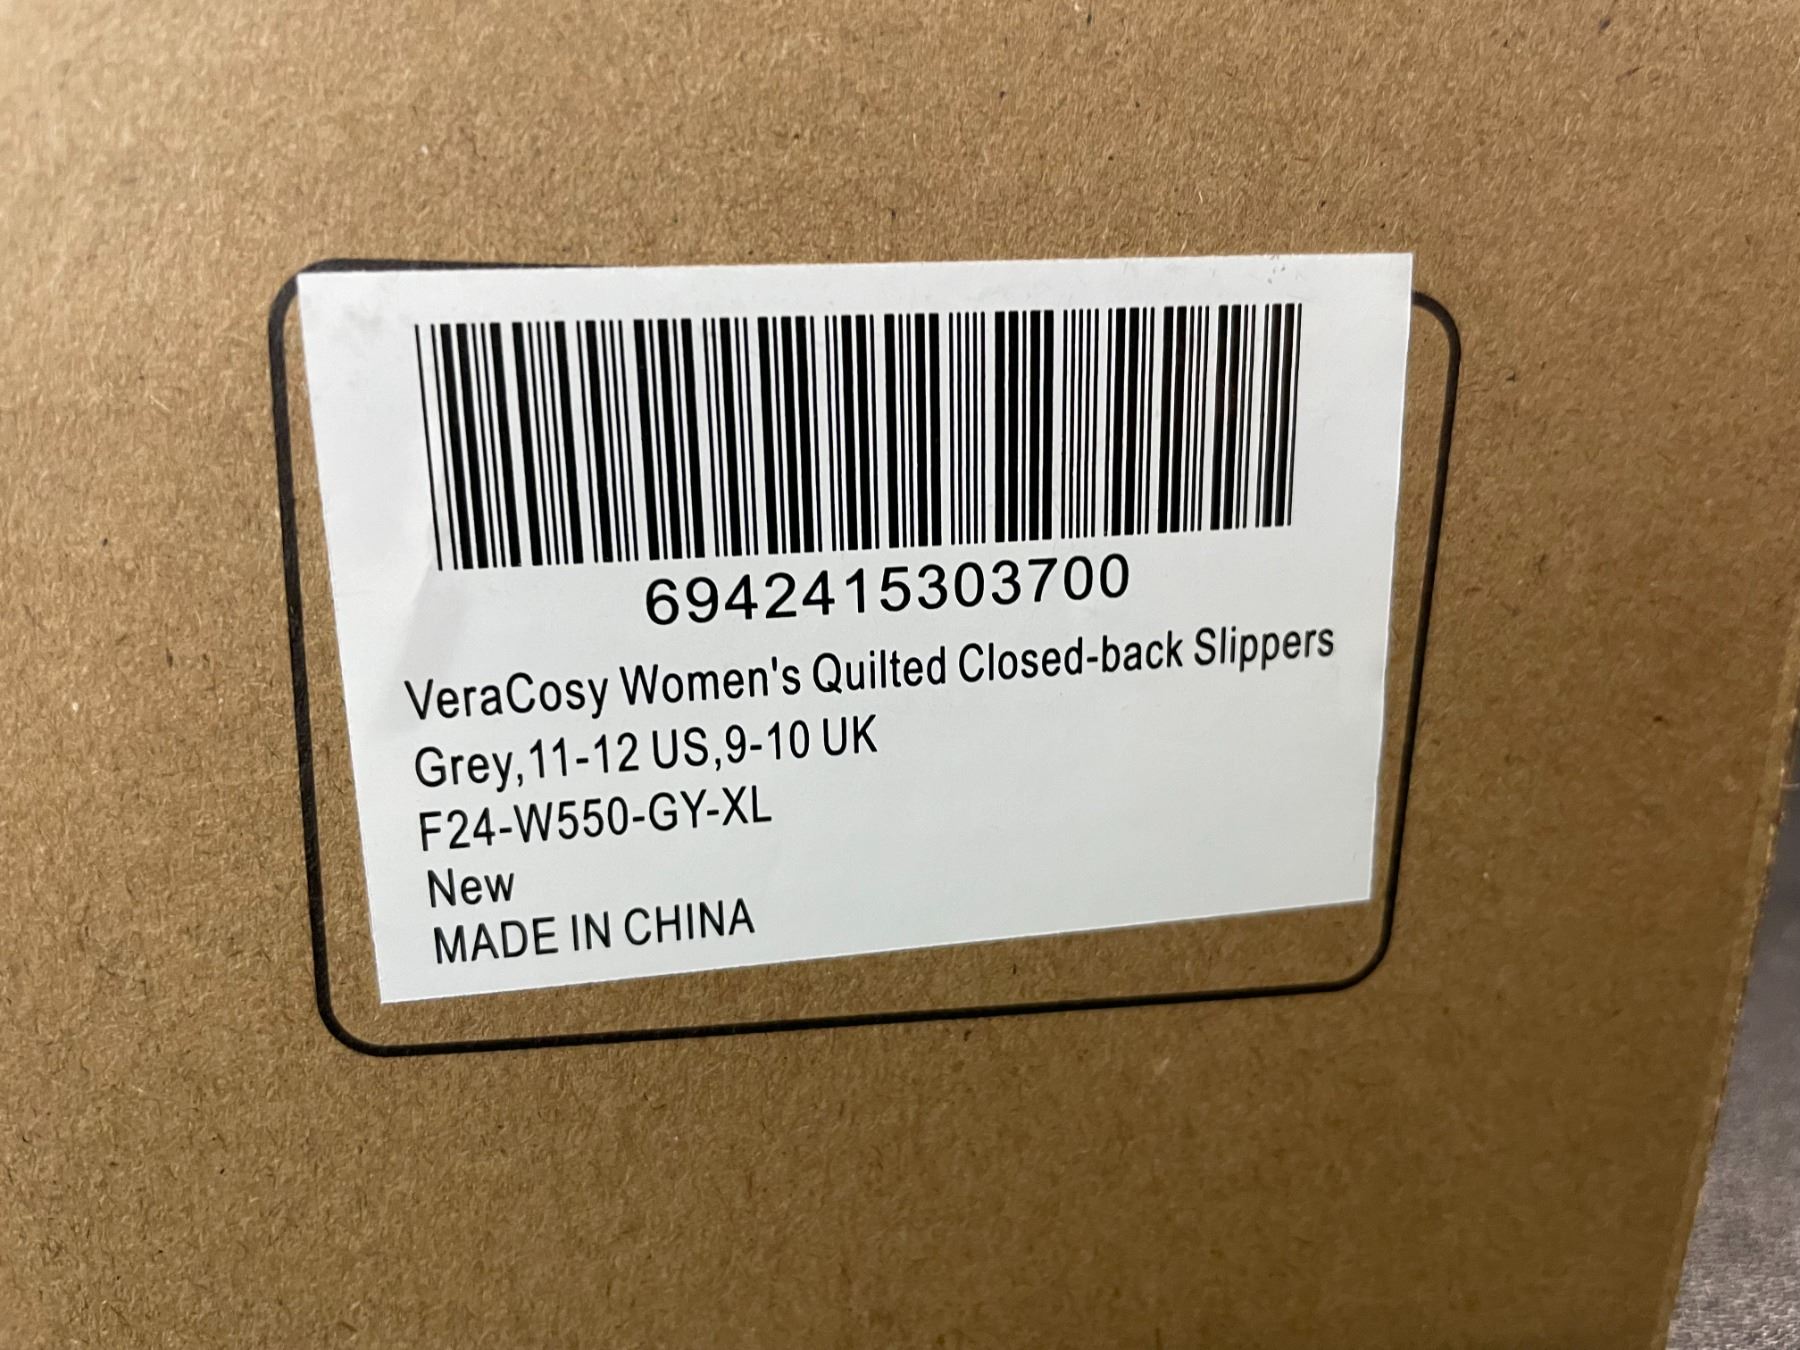 6942415303700
VeraCosy Women's Quilted Closed-back Slippers
Grey,11-12 US,9-10 UK
F24-W550-GY-XL
New
MADE IN CHINA